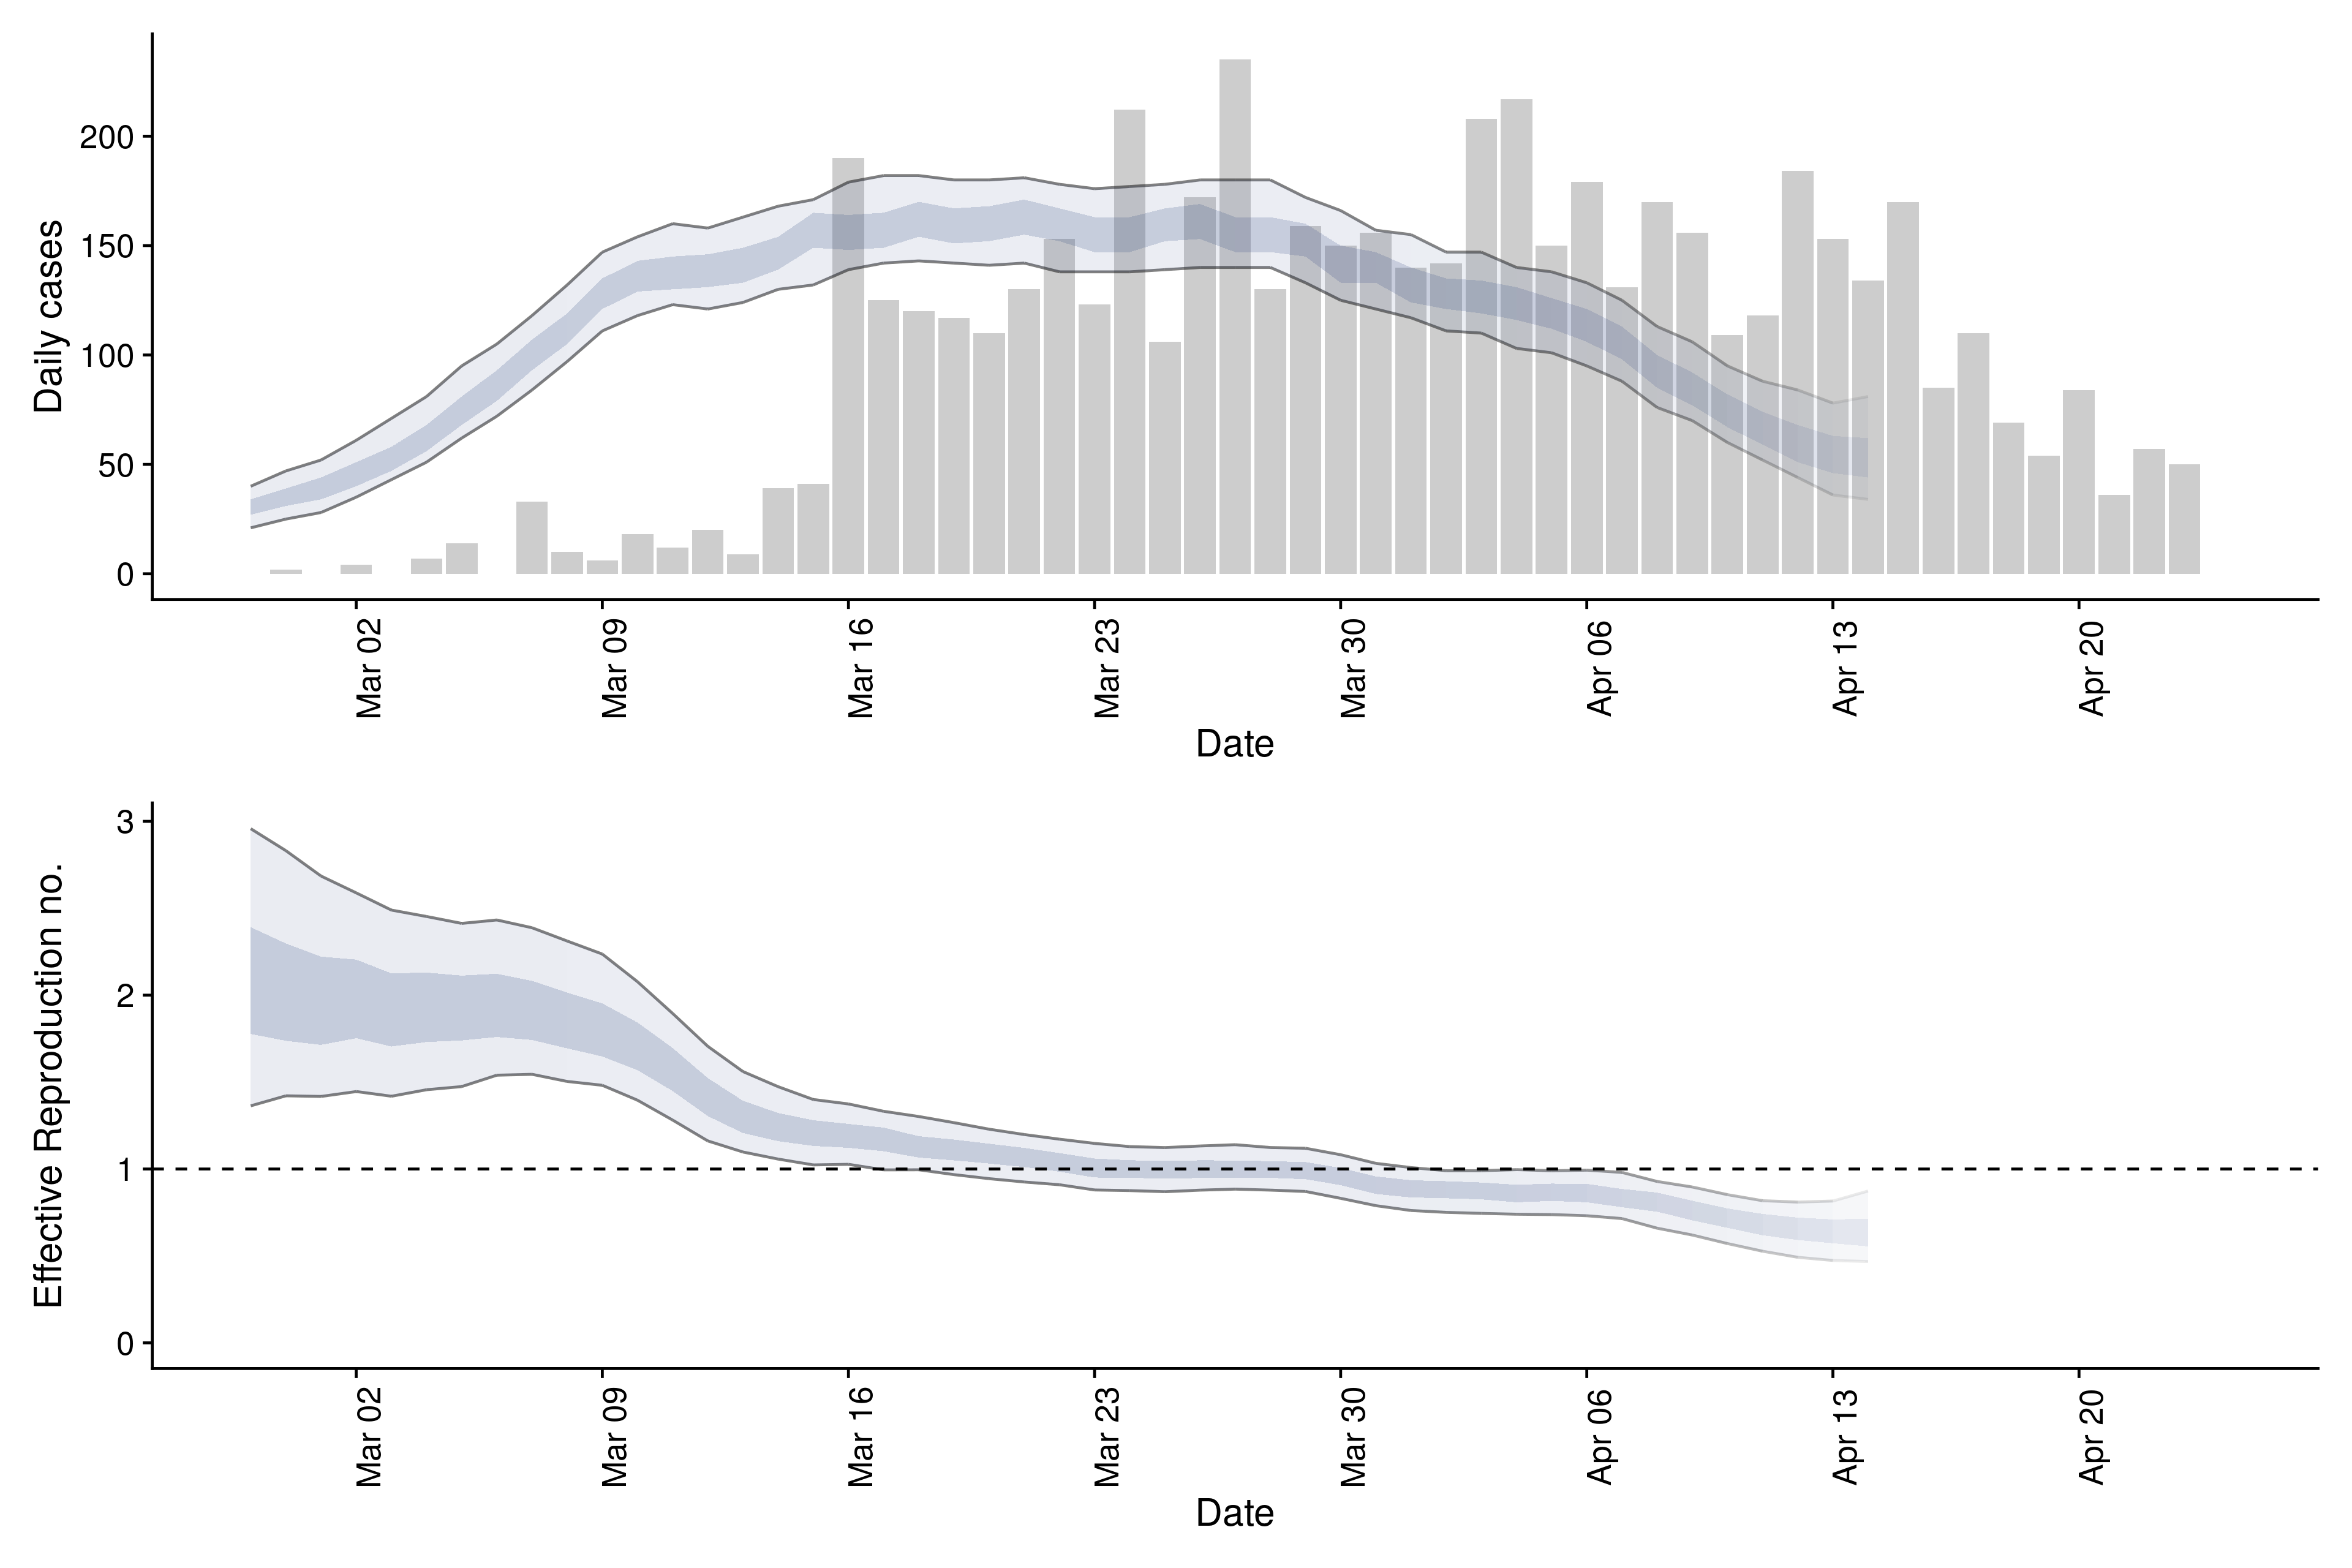 Daily cases
200
150
100
50
0
Mar 02
Mar 09
Mar 16
Mar 23
Mar 30
Apr 06
Apr 13
Apr 20
Date
Effective Reproduction no.
3
2
1
0
Mar 02
Mar 09
Mar 16
Mar 23
Mar 30
Apr 06
Apr 13
Apr 20
Date